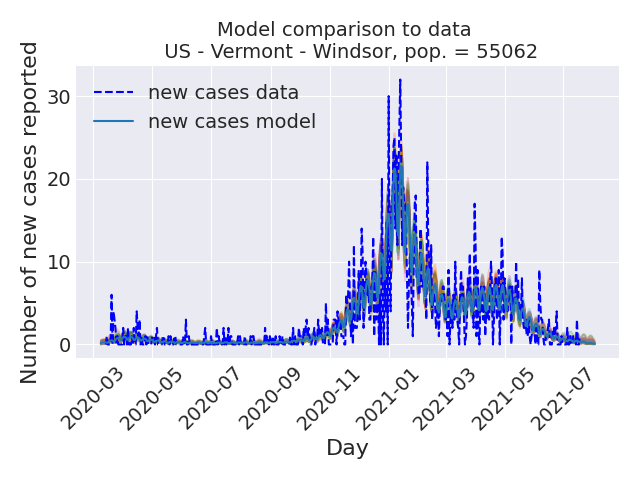 Model comparison to data
US - Vermont - Windsor, pop. = 55062
Number of new cases reported
30
20
10
0
new cases data
new cases model
2020-03
2020-05
2020-07
2020-09
2020-11
2021-01
2021-03
2021-05
2021-07
Day